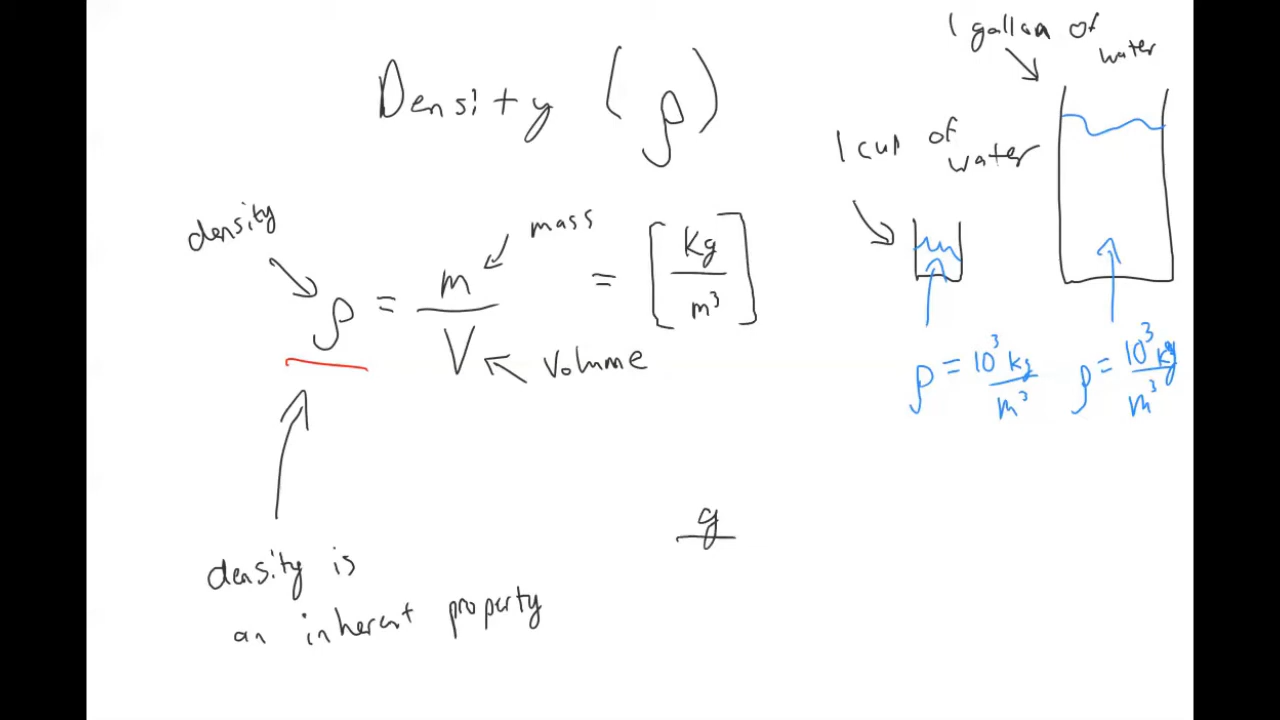 Density (ρ)
density
ρ = m / V = [Kg / m³]
mass
Volume
density is
an inherent property
g
1 cup of
water
ρ = 10³ kg / m³
1 gallon of
water
ρ = 10³ kg / m³